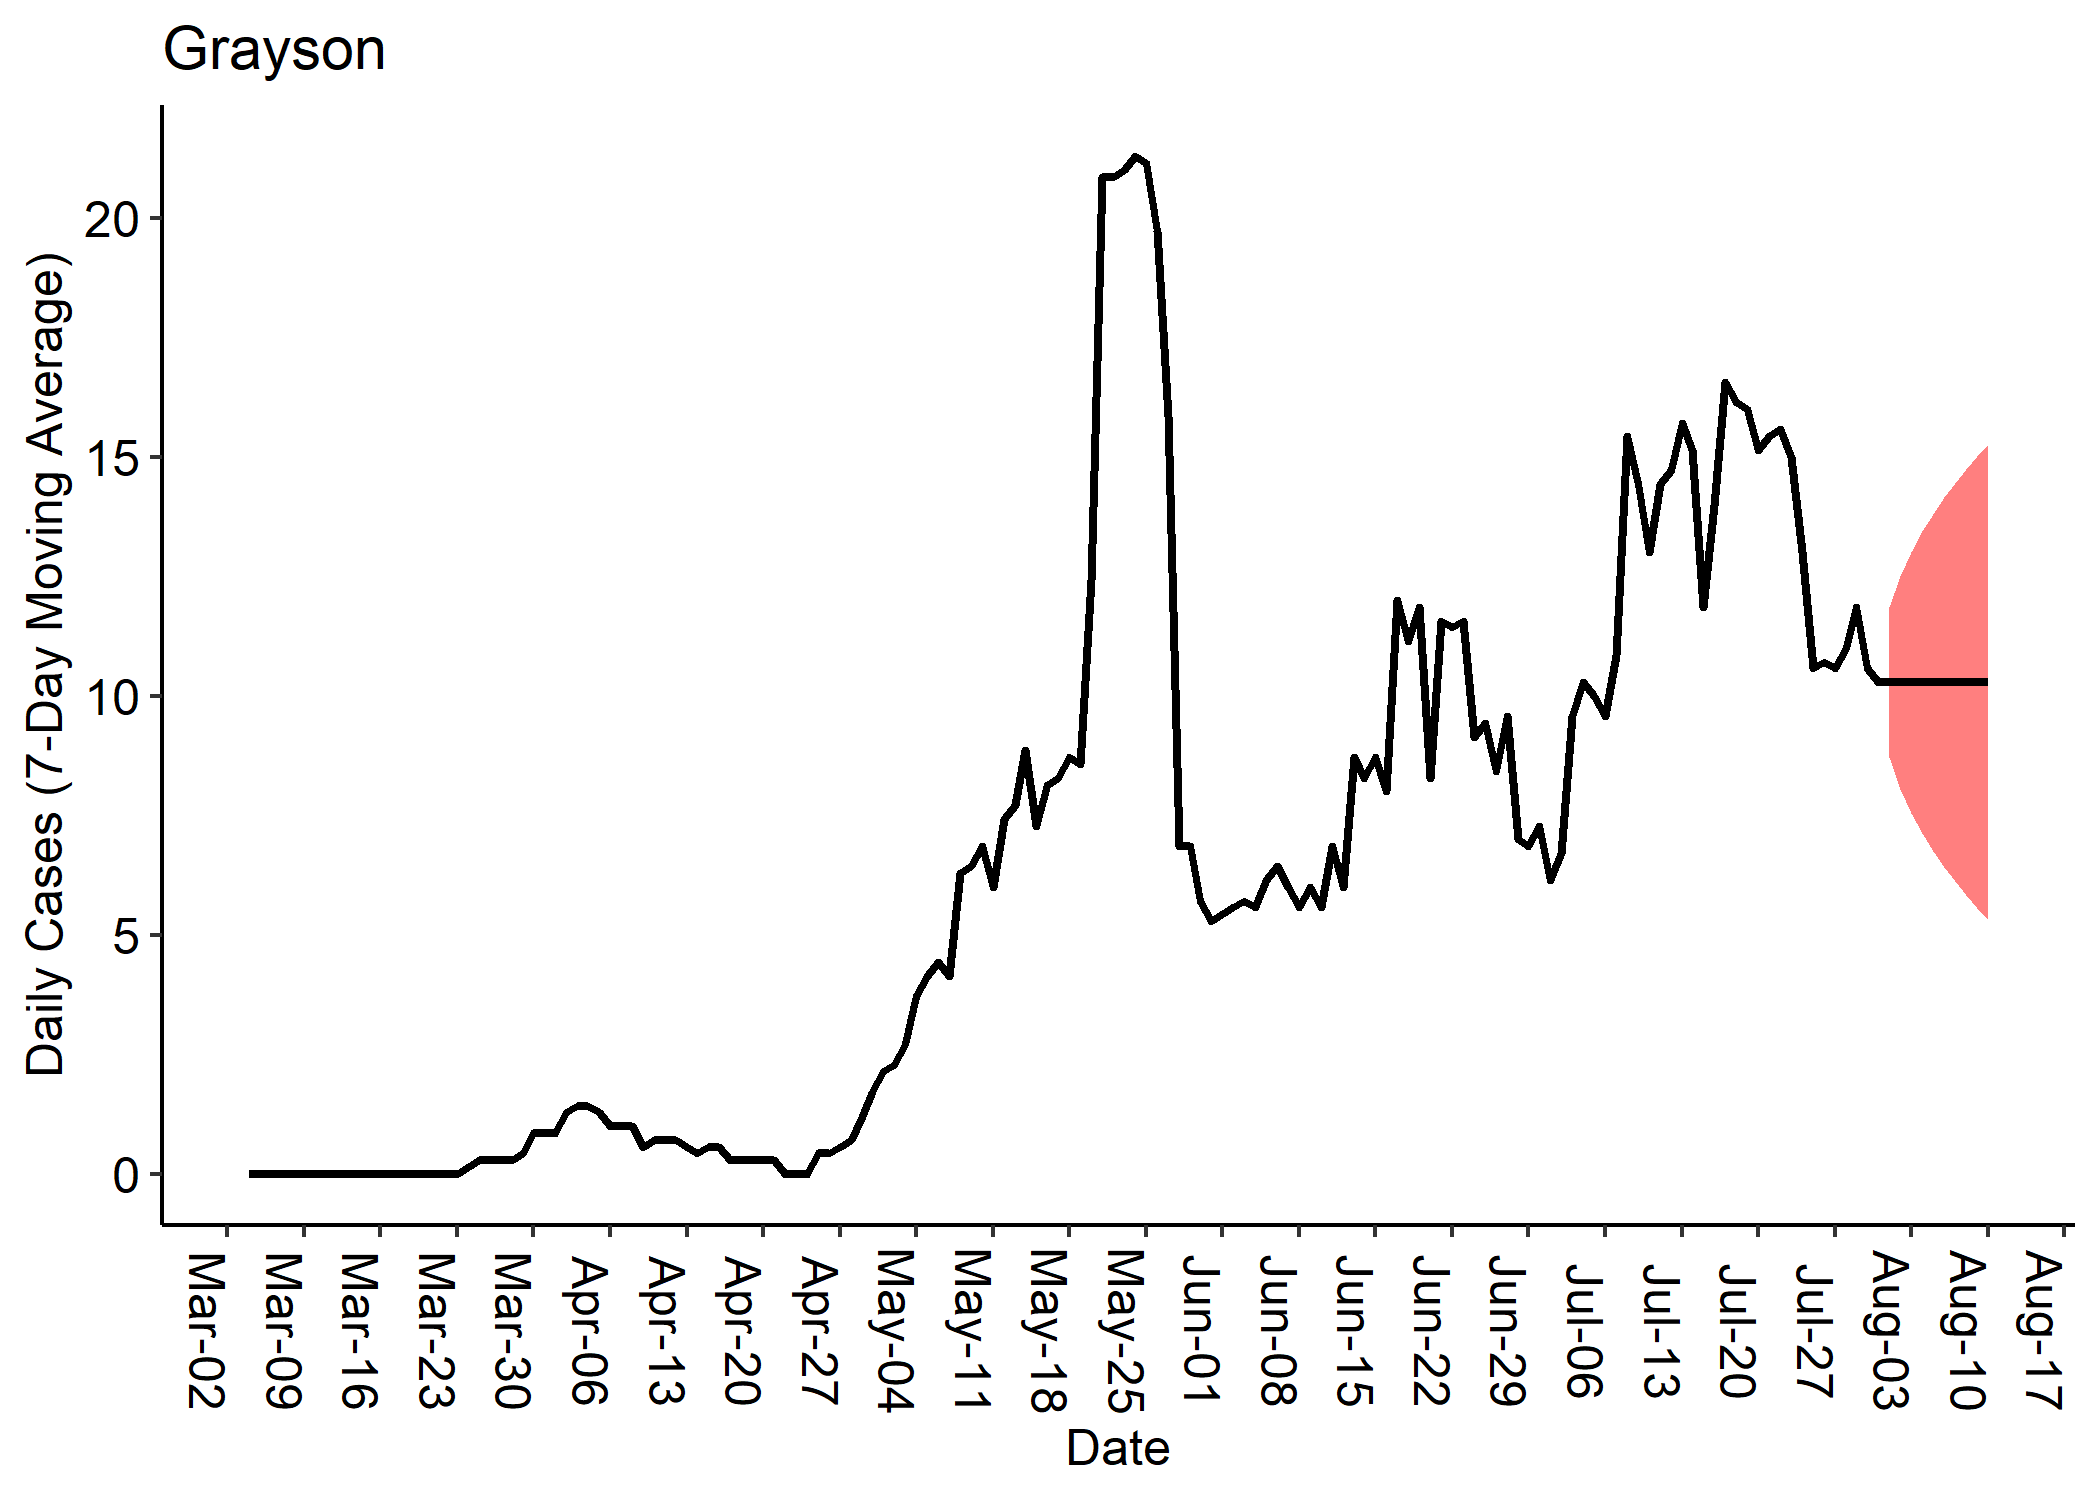 Grayson
Daily Cases (7-Day Moving Average)
20
15
10
5
0
Mar-02
Mar-09
Mar-16
Mar-23
Mar-30
Apr-06
Apr-13
Apr-20
Apr-27
May-04
May-11
May-18
May-25
Jun-01
Jun-08
Jun-15
Jun-22
Jun-29
Jul-06
Jul-13
Jul-20
Jul-27
Aug-03
Aug-10
Aug-17
Date